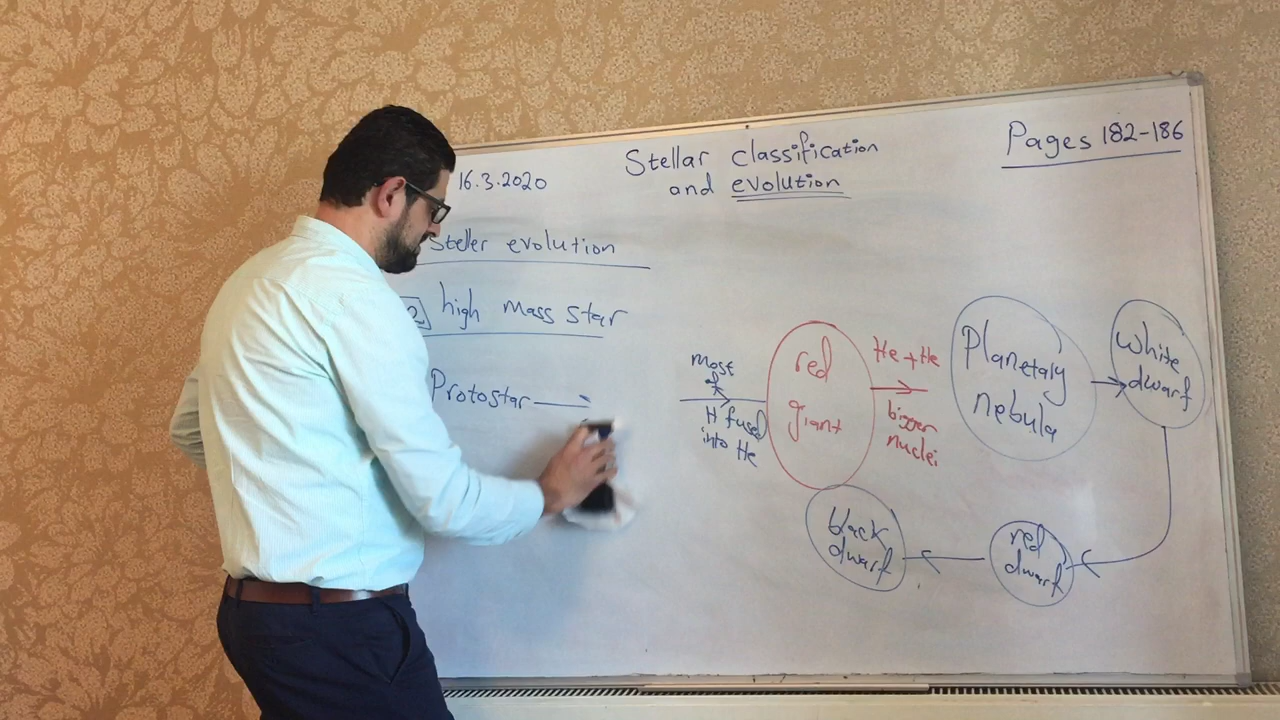 16.3.2020
Stellar classification
and evolution
Pages 182-186
Steller evolution
2 high mass star
Protostar
most
H fused
into He
red
giant
He + He
bigger
nuclei
Planetary
nebula
white
dwarf
red
dwarf
black
dwarf